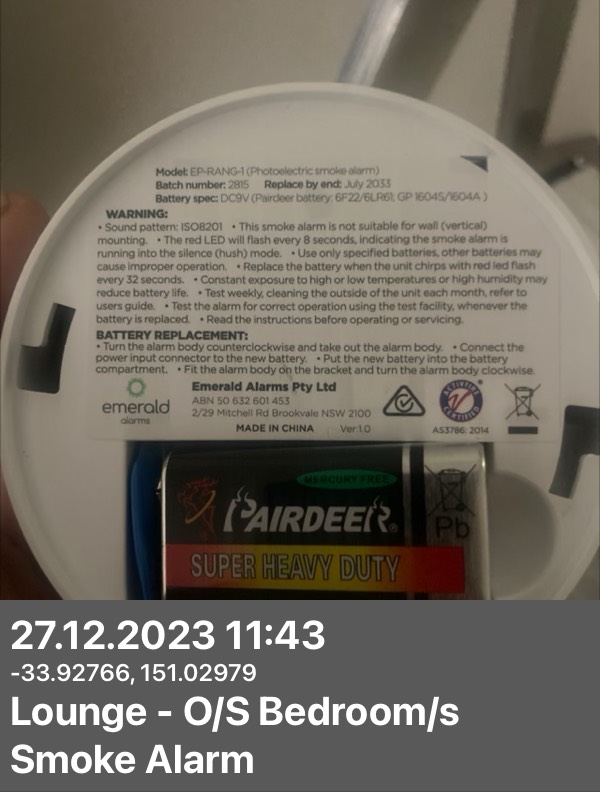 Model: EP-RANG-1 (Photoelectric smoke alarm)
Batch number: 2815 Replace by end: July 2033
Battery spec: DC9V (Pairdeer battery: 6F22/6LR61; GP 1604S/1604A )
WARNING:
• Sound pattern: ISO8201 • This smoke alarm is not suitable for wall (vertical)
mounting. • The red LED will flash every 8 seconds, indicating the smoke alarm is
running into the silence (hush) mode. • Use only specified batteries, other batteries may
cause improper operation. • Replace the battery when the unit chirps with red led flash
every 32 seconds. • Constant exposure to high or low temperatures or high humidity may
reduce battery life. • Test weekly, cleaning the outside of the unit each month, refer to
users guide. • Test the alarm for correct operation using the test facility, whenever the
battery is replaced. • Read the instructions before operating or servicing.
BATTERY REPLACEMENT:
• Turn the alarm body counterclockwise and take out the alarm body. • Connect the
power input connector to the new battery. • Put the new battery into the battery
compartment. • Fit the alarm body on the bracket and turn the alarm body clockwise.
emerald
alarms
Emerald Alarms Pty Ltd
ABN 50 632 601 453
2/29 Mitchell Rd Brookvale NSW 2100
MADE IN CHINA Ver:1.0
ACTIVFIRE
CERTIFIED
AS3786: 2014
MERCURY FREE
PAIRDEER®
SUPER HEAVY DUTY
Pb
27.12.2023 11:43
-33.92766, 151.02979
Lounge - O/S Bedroom/s
Smoke Alarm